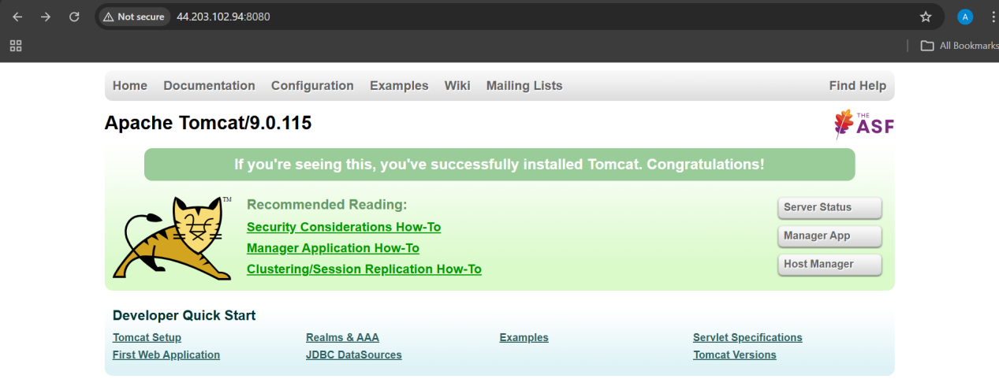 Not secure 44.203.102.94:8080 A
All Bookmarks
Home Documentation Configuration Examples Wiki Mailing Lists Find Help
Apache Tomcat/9.0.115
THE
ASF
If you're seeing this, you've successfully installed Tomcat. Congratulations!
TM
Recommended Reading:
Security Considerations How-To
Manager Application How-To
Clustering/Session Replication How-To
Server Status
Manager App
Host Manager
Developer Quick Start
Tomcat Setup Realms & AAA Examples Servlet Specifications
First Web Application JDBC DataSources Tomcat Versions